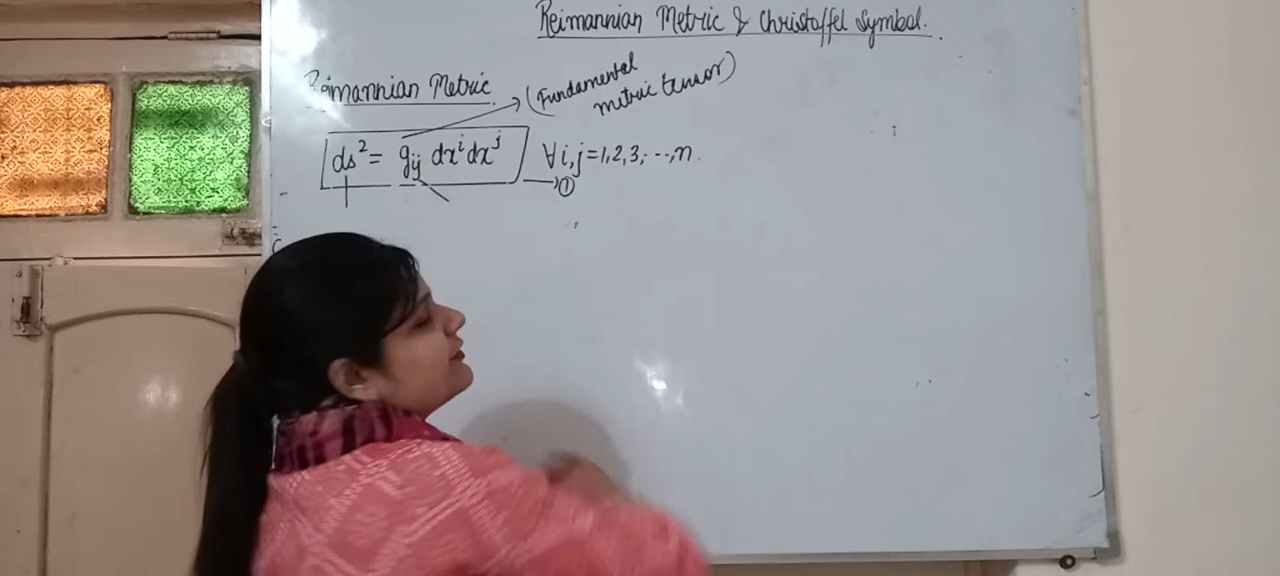 Reimannian Metric & Christoffel Symbol.
Reimannian Metric
(Fundamental
metric tensor)
ds² = gᵢⱼ dxⁱdxʲ ∀i,j=1,2,3,---,n.
→①